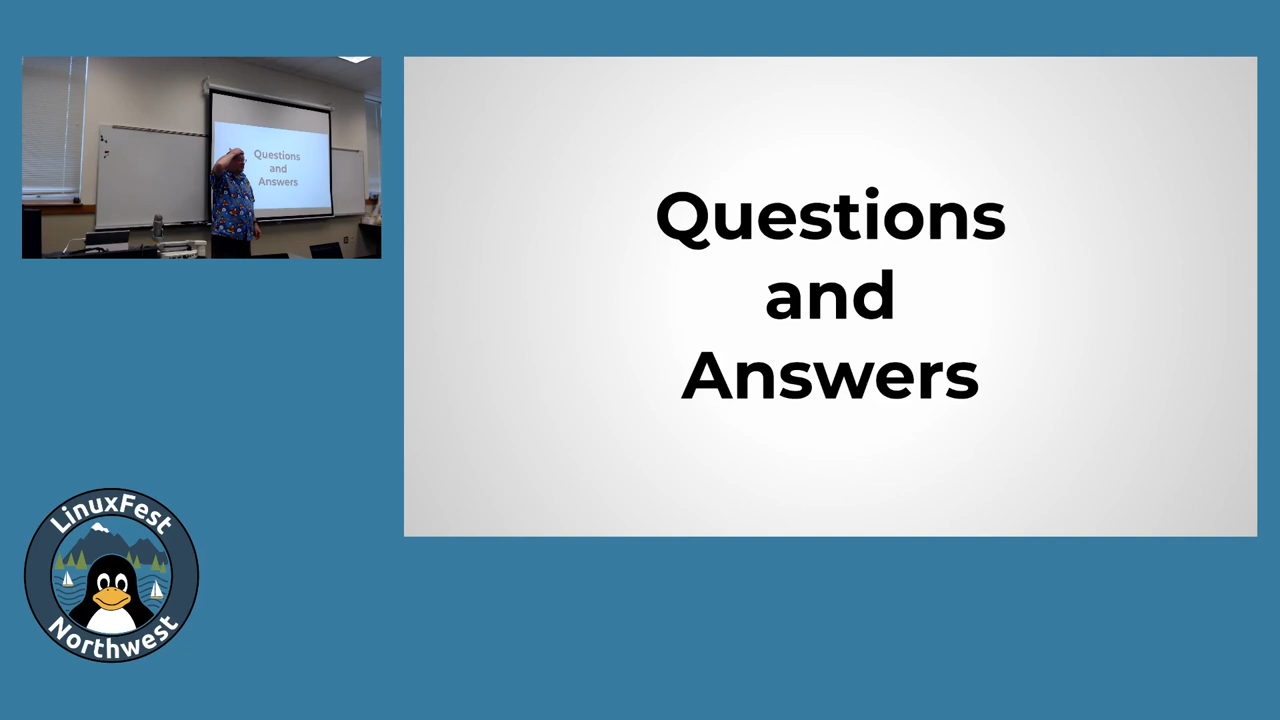 Questions
and
Answers
Questions
and
Answers
LinuxFest
Northwest